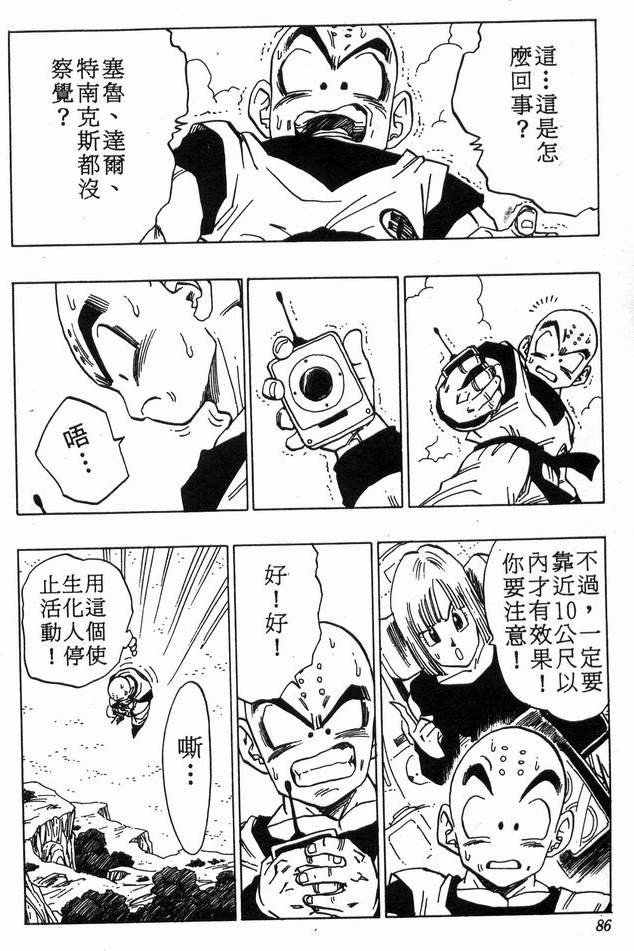 這…這是怎
麼回事？
塞魯、達爾、
特南克斯都沒
察覺？
唔…
不過，一定要
靠近10公尺以
內才有效果！
你要注意！
好！好！
用這個使
生化人停
止活動！
嘶…
86